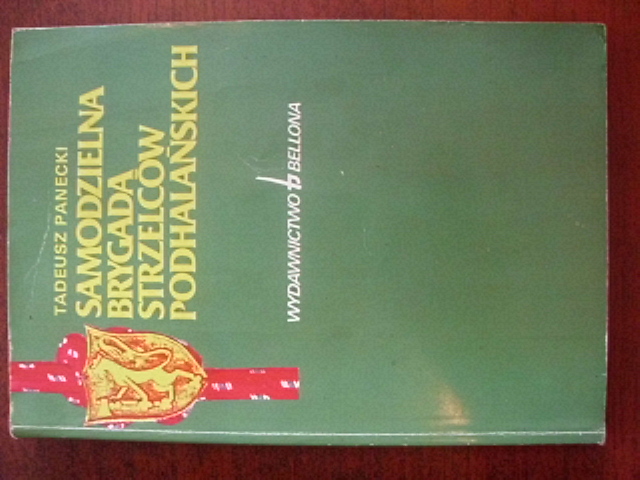 TADEUSZ PANECKI
SAMODZIELNA
BRYGADA
STRZELCÓW
PODHALAŃSKICH
WYDAWNICTWO b BELLONA